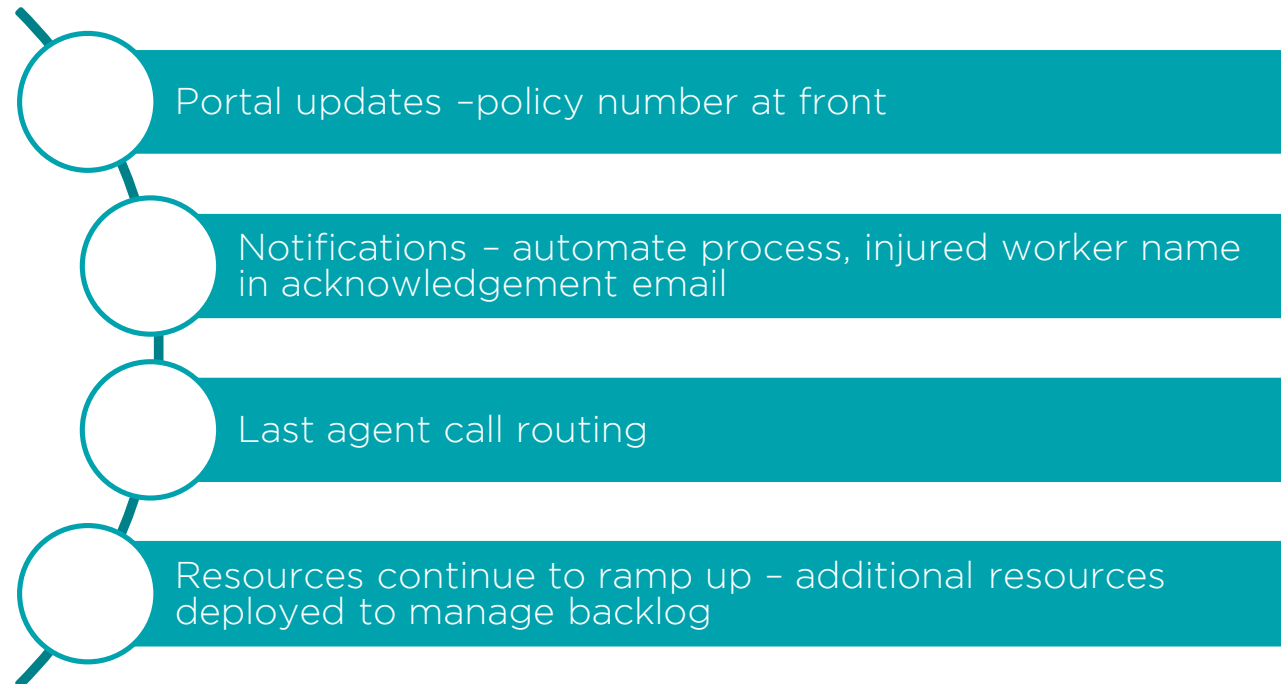 Portal updates –policy number at front
Notifications – automate process, injured worker name
in acknowledgement email
Last agent call routing
Resources continue to ramp up – additional resources
deployed to manage backlog